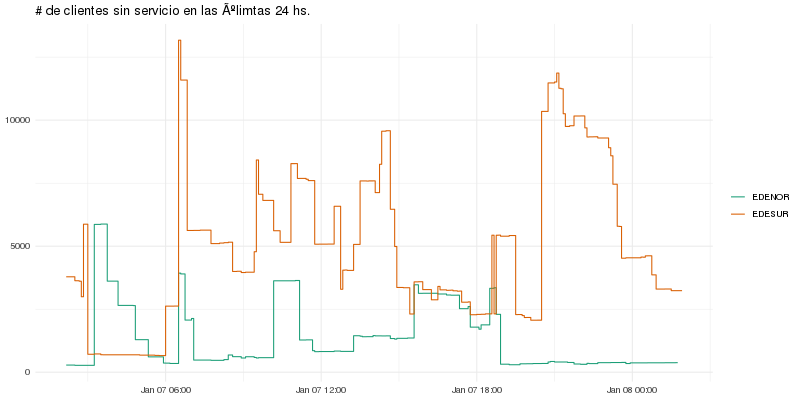 # de clientes sin servicio en las Ãºlimtas 24 hs.
10000
5000
0
Jan 07 06:00 Jan 07 12:00 Jan 07 18:00 Jan 08 00:00
EDENOR
EDESUR